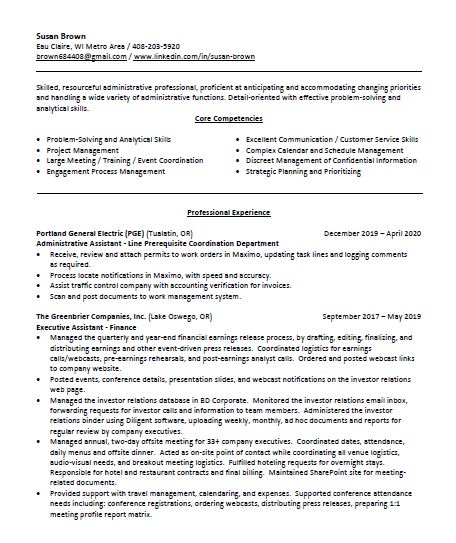 Susan Brown
Eau Claire, WI Metro Area / 408-203-5920
brown684408@gmail.com / www.linkedin.com/in/susan-brown
Skilled, resourceful administrative professional, proficient at anticipating and accommodating changing priorities
and handling a wide variety of administrative functions. Detail-oriented with effective problem-solving and
analytical skills.
Core Competencies
• Problem-Solving and Analytical Skills
• Project Management
• Large Meeting / Training / Event Coordination
• Engagement Process Management
• Excellent Communication / Customer Service Skills
• Complex Calendar and Schedule Management
• Discreet Management of Confidential Information
• Strategic Planning and Prioritizing
Professional Experience
Portland General Electric (PGE) (Tualatin, OR) December 2019 – April 2020
Administrative Assistant - Line Prerequisite Coordination Department
• Receive, review and attach permits to work orders in Maximo, updating task lines and logging comments
as required.
• Process locate notifications in Maximo, with speed and accuracy.
• Assist traffic control company with accounting verification for invoices.
• Scan and post documents to work management system.
The Greenbrier Companies, Inc. (Lake Oswego, OR) September 2017 – May 2019
Executive Assistant - Finance
• Managed the quarterly and year-end financial earnings release process, by drafting, editing, finalizing, and
distributing earnings and other event-driven press releases. Coordinated logistics for earnings
calls/webcasts, pre-earnings rehearsals, and post-earnings analyst calls. Ordered and posted webcast links
to company website.
• Posted events, conference details, presentation slides, and webcast notifications on the investor relations
web page.
• Managed the investor relations database in BD Corporate. Monitored the investor relations email inbox,
forwarding requests for investor calls and information to team members. Administered the investor
relations binder using Diligent software, uploading weekly, monthly, ad hoc documents and reports for
regular review by company executives.
• Managed annual, two-day offsite meeting for 33+ company executives. Coordinated dates, attendance,
daily menus and offsite dinner. Acted as on-site point of contact while coordinating all venue logistics,
audio-visual needs, and breakout meeting logistics. Fulfilled hoteling requests for overnight stays.
Responsible for hotel and restaurant contracts and final billing. Maintained SharePoint site for meeting-
related documents.
• Provided support with travel management, calendaring, and expenses. Supported conference attendance
needs including: conference registrations, ordering webcasts, distributing press releases, preparing 1:1
meeting profile report matrix.